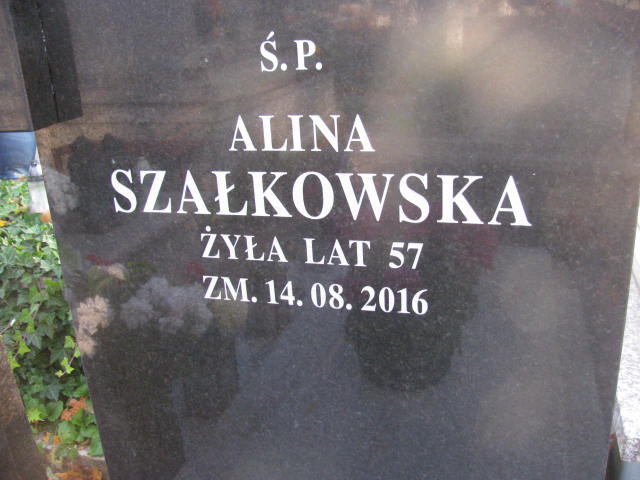 Ś.P.
ALINA
SZAŁKOWSKA
ŻYŁA LAT 57
ZM. 14.08.2016